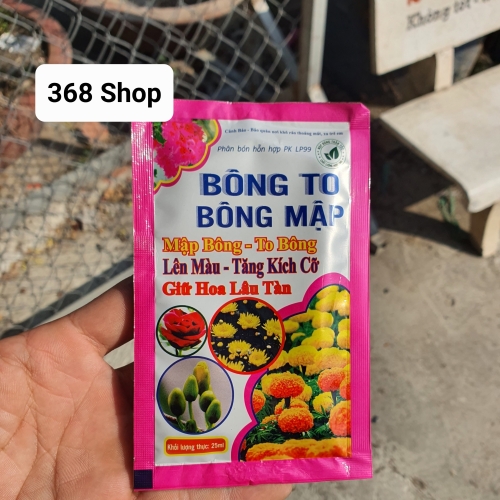 Không
368 Shop
Phân bón hỗn hợp PK LP99
BÔNG TO
BÔNG MẬP
Mập Bông - To Bông
Lên Màu - Tăng Kích Cỡ
Giữ Hoa Lâu Tàn
Khối lượng thực: 25ml